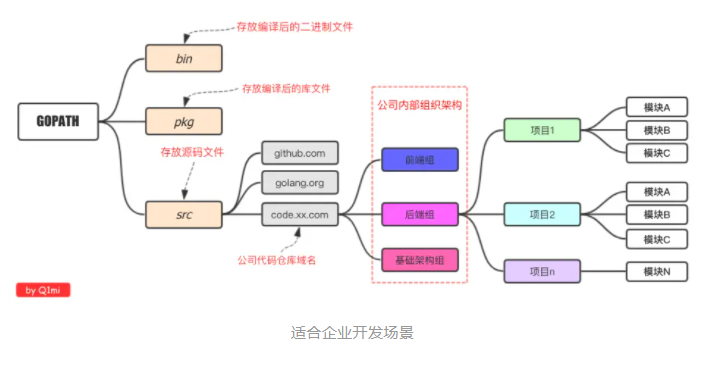 存放编译后的二进制文件
bin
存放编译后的库文件
公司内部组织架构
模块A
GOPATH
pkg
项目1
模块B
存放源码文件
github.com
前端组
模块C
golang.org
模块A
src
code.xx.com
后端组
项目2
模块B
模块C
公司代码仓库域名
基础架构组
项目n
模块N
by Q1mi
适合企业开发场景